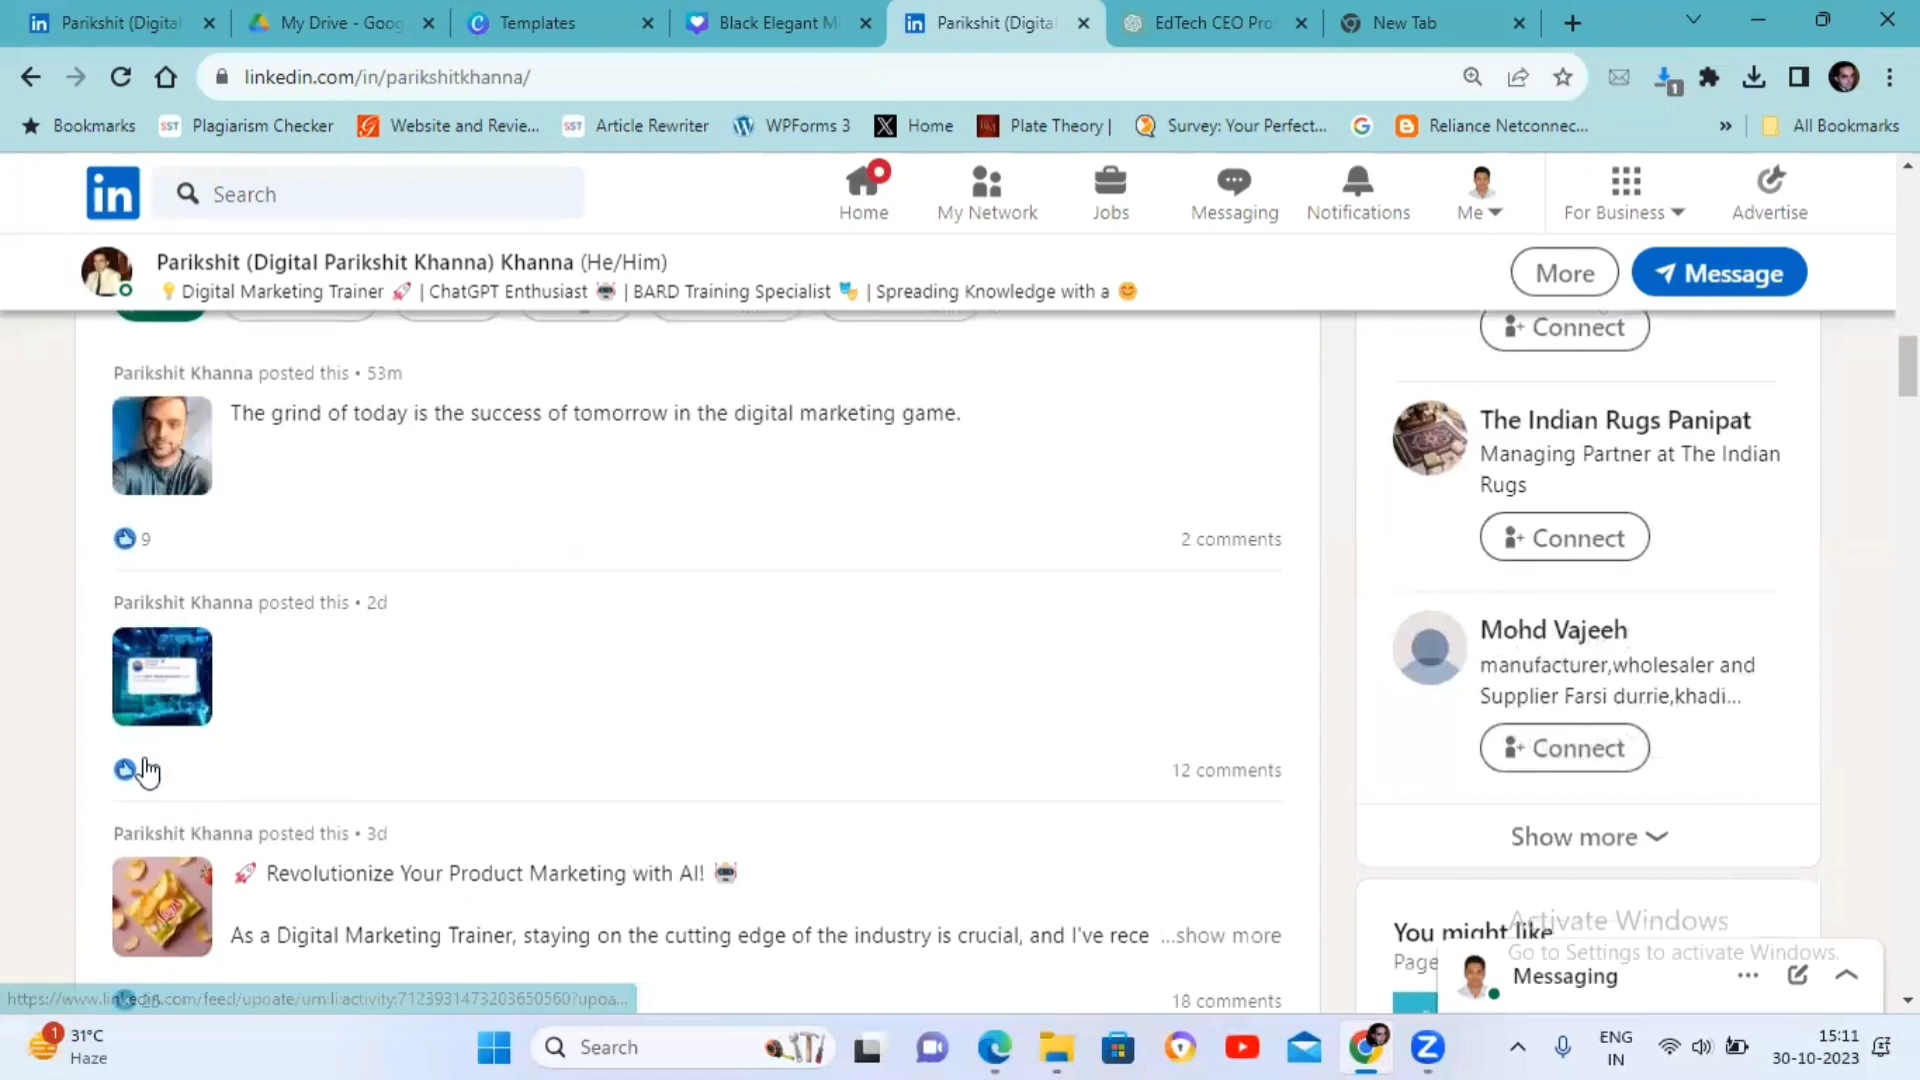 Parikshit (Digital
My Drive - Goog
Templates
Black Elegant Mi
Parikshit (Digita
EdTech CEO Pro
New Tab
linkedin.com/in/parikshitkhanna/
1
Bookmarks
SST Plagiarism Checker
Website and Revie...
SST Article Rewriter
WPForms 3
Home
Plate Theory |
Survey: Your Perfect...
Reliance Netconnec...
»
All Bookmarks
in
Search
Home
My Network
Jobs
Messaging
Notifications
Me
For Business
Advertise
Parikshit (Digital Parikshit Khanna) Khanna (He/Him)
💡 Digital Marketing Trainer 🚀 | ChatGPT Enthusiast 🤖 | BARD Training Specialist 🎭 | Spreading Knowledge with a 😊
More
Message
Parikshit Khanna posted this • 53m
The grind of today is the success of tomorrow in the digital marketing game.
9
2 comments
Parikshit Khanna posted this • 2d
12 comments
Parikshit Khanna posted this • 3d
🚀 Revolutionize Your Product Marketing with AI! 🤖
As a Digital Marketing Trainer, staying on the cutting edge of the industry is crucial, and I've rece ...show more
18 comments
Connect
The Indian Rugs Panipat
Managing Partner at The Indian
Rugs
Connect
Mohd Vajeeh
manufacturer,wholesaler and
Supplier Farsi durrie,khadi...
Connect
Show more
You might like
Page
Activate Windows
Go to Settings to activate Windows.
Messaging
https://www.linkedin.com/feed/update/urn:li:activity:7123931473203650560?upda...
1
31°C
Haze
Search
ENG
IN
15:11
30-10-2023